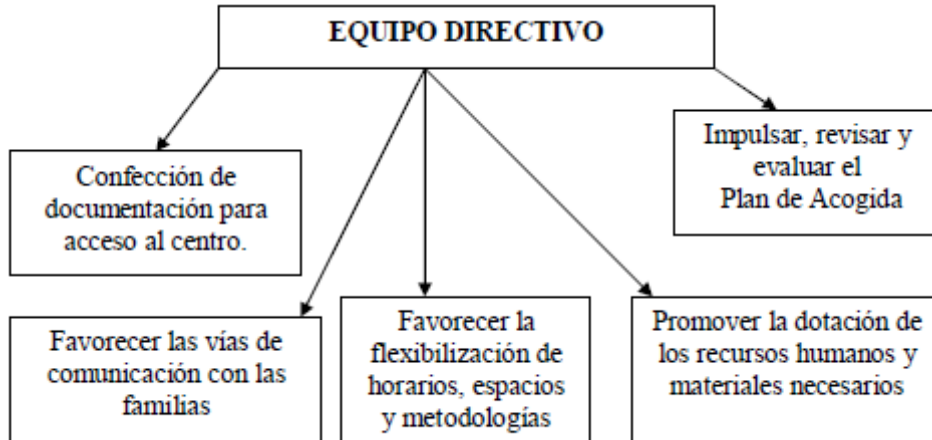 EQUIPO DIRECTIVO
Confección de
documentación para
acceso al centro.
Impulsar, revisar y
evaluar el
Plan de Acogida
Favorecer las vías de
comunicación con las
familias
Favorecer la
flexibilización de
horarios, espacios
y metodologías
Promover la dotación de
los recursos humanos y
materiales necesarios